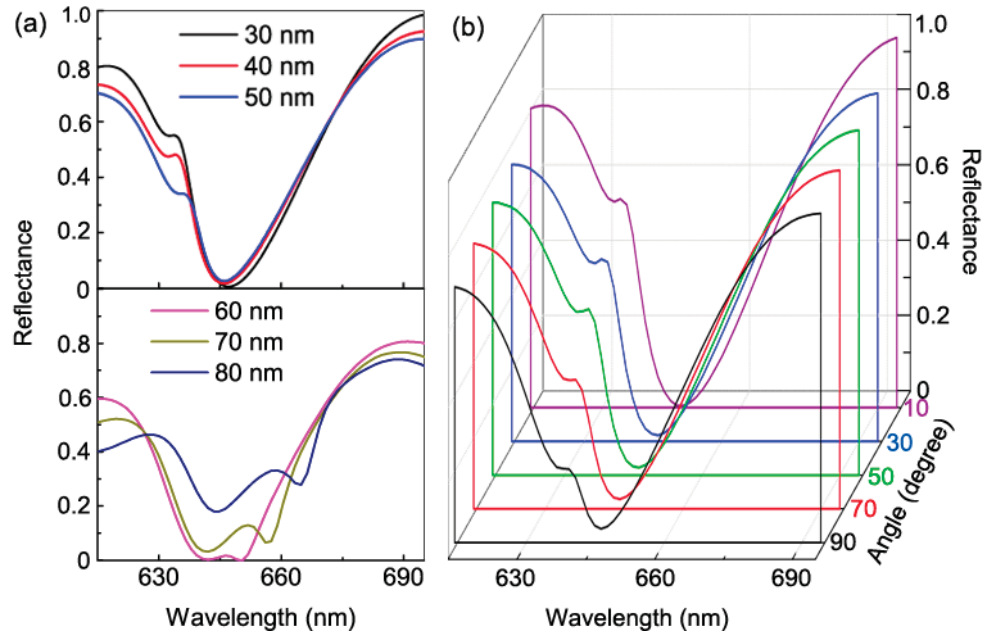 (a)
1.0
0.8
0.6
0.4
0.2
0
30 nm
40 nm
50 nm
0.8
0.6
0.4
0.2
0
60 nm
70 nm
80 nm
Reflectance
630 660 690
Wavelength (nm)
(b)
1.0
0.8
0.6
0.4
0.2
0
Reflectance
10
30
50
70
90
Angle (degree)
630 660 690
Wavelength (nm)